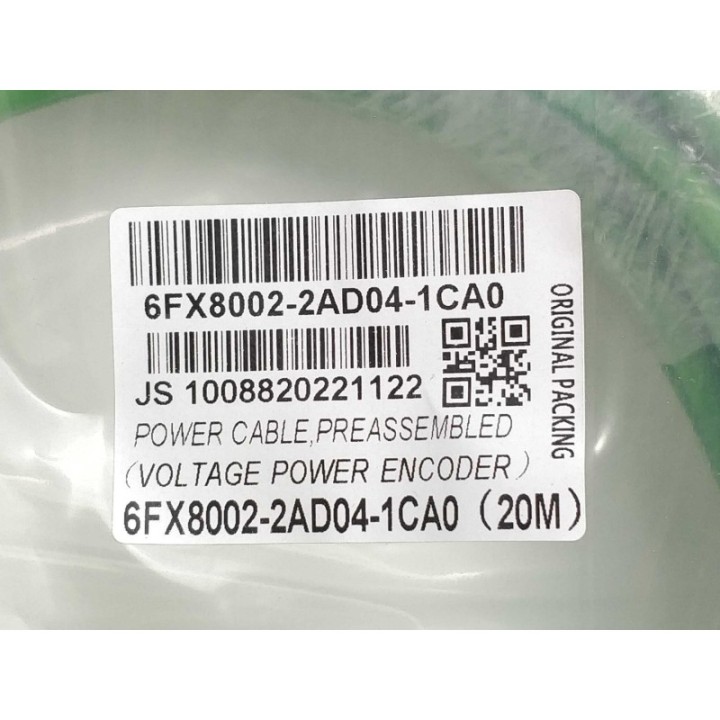 6FX8002-2AD04-1CA0
JS 1008820221122
POWER CABLE,PREASSEMBLED
(VOLTAGE POWER ENCODER)
6FX8002-2AD04-1CA0（20M）
ORIGINAL PACKING